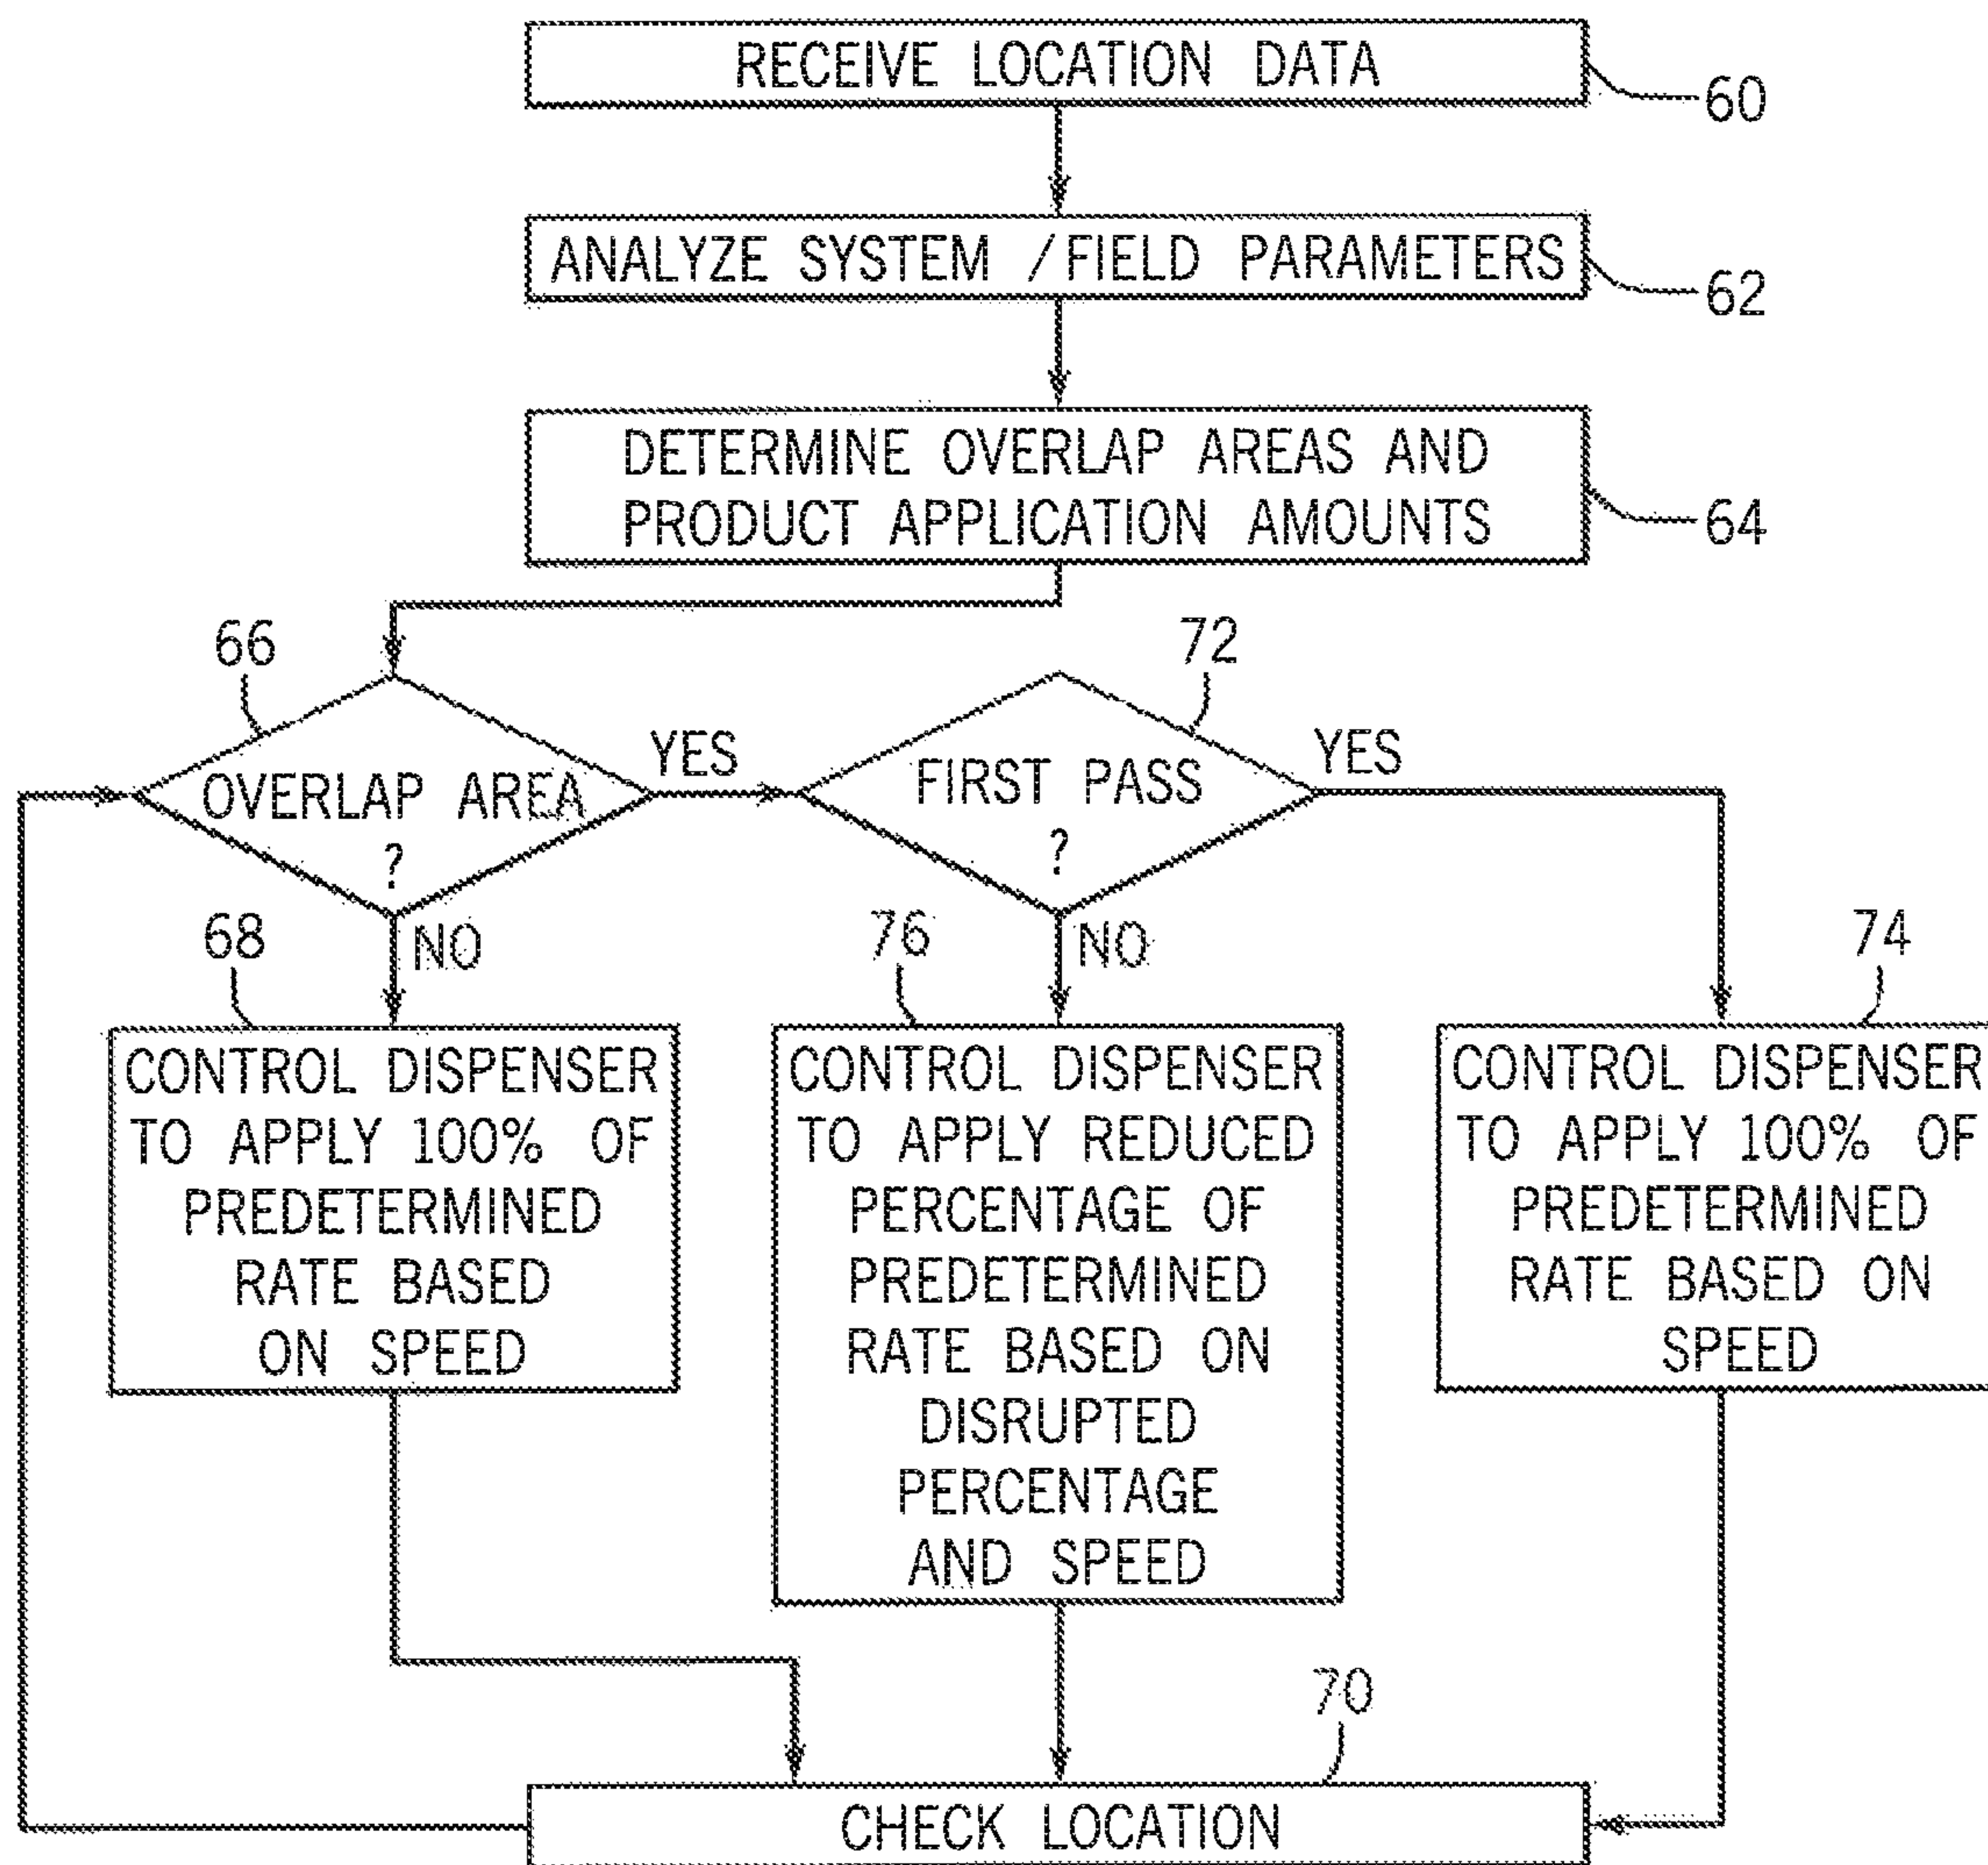 RECEIVE LOCATION DATA
60
ANALYZE SYSTEM / FIELD PARAMETERS
62
DETERMINE OVERLAP AREAS AND
PRODUCT APPLICATION AMOUNTS
64
66
OVERLAP AREA
?
YES
NO
72
FIRST PASS
?
YES
NO
68
CONTROL DISPENSER
TO APPLY 100% OF
PREDETERMINED
RATE BASED
ON SPEED
76
CONTROL DISPENSER
TO APPLY REDUCED
PERCENTAGE OF
PREDETERMINED
RATE BASED ON
DISRUPTED
PERCENTAGE
AND SPEED
74
CONTROL DISPENSER
TO APPLY 100% OF
PREDETERMINED
RATE BASED ON
SPEED
70
CHECK LOCATION